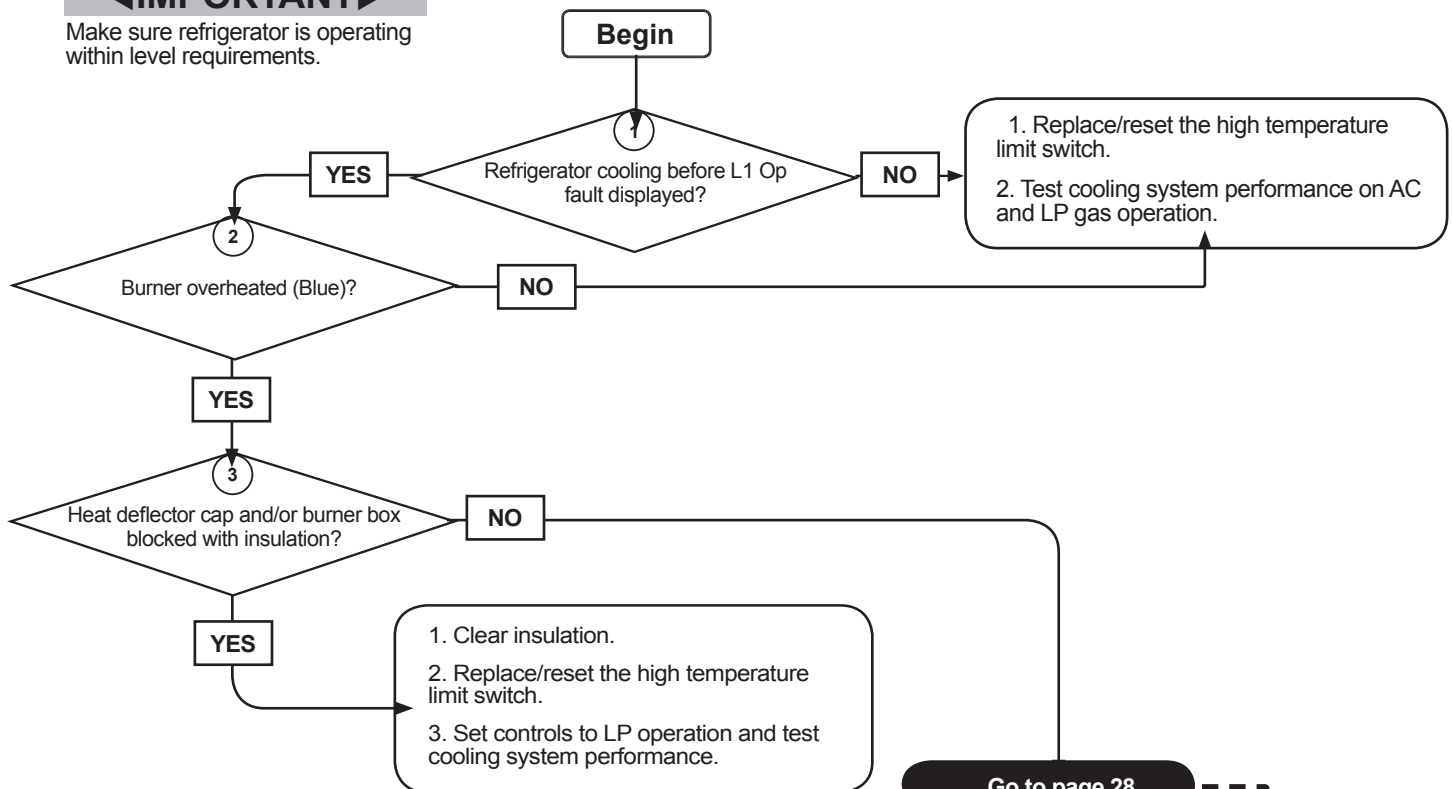 ◀IMPORTANT▶
Make sure refrigerator is operating
within level requirements.
Begin
1
Refrigerator cooling before L1 Op
fault displayed?
YES
NO
1. Replace/reset the high temperature
limit switch.
2. Test cooling system performance on AC
and LP gas operation.
2
Burner overheated (Blue)?
NO
YES
3
Heat deflector cap and/or burner box
blocked with insulation?
NO
YES
1. Clear insulation.
2. Replace/reset the high temperature
limit switch.
3. Set controls to LP operation and test
cooling system performance.
Go to page 28